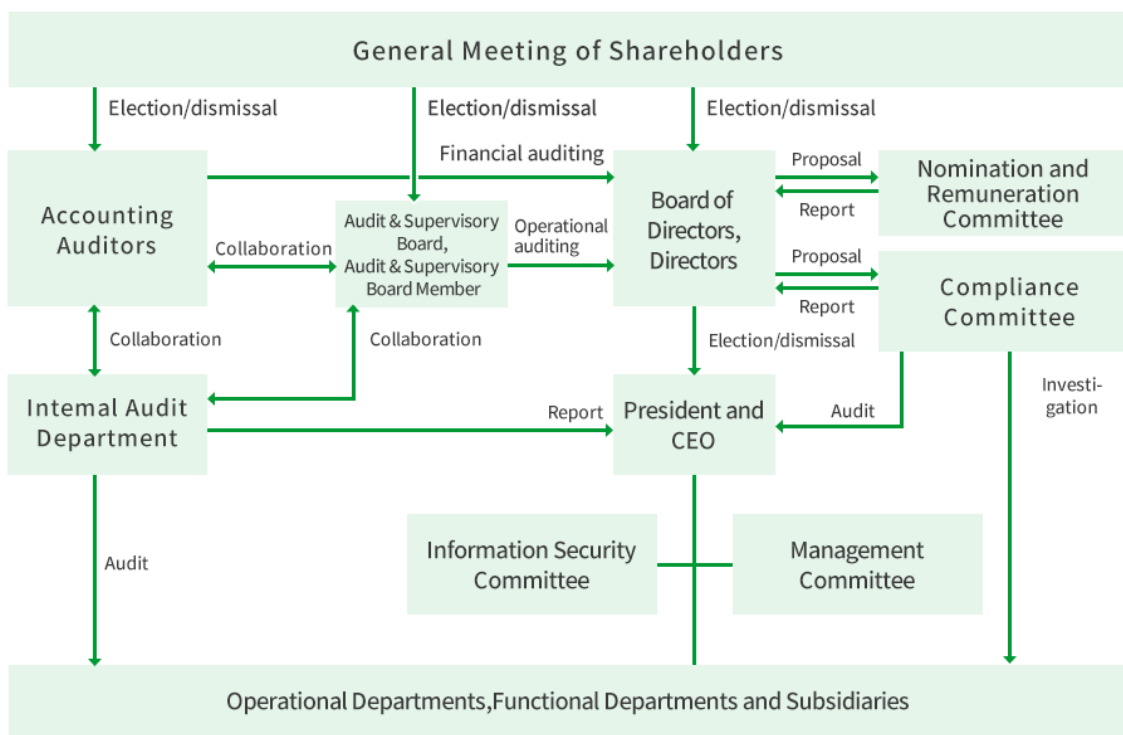 General Meeting of Shareholders
Election/dismissal
Election/dismissal
Election/dismissal
Financial auditing
Accounting
Auditors
Collaboration
Audit & Supervisory
Board,
Audit & Supervisory
Board Member
Operational
auditing
Board of
Directors,
Directors
Proposal
Report
Nomination and
Remuneration
Committee
Proposal
Report
Compliance
Committee
Collaboration
Collaboration
Election/dismissal
Intemal Audit
Department
Report
President and
CEO
Audit
Investi-
gation
Audit
Information Security
Committee
Management
Committee
Operational Departments,Functional Departments and Subsidiaries